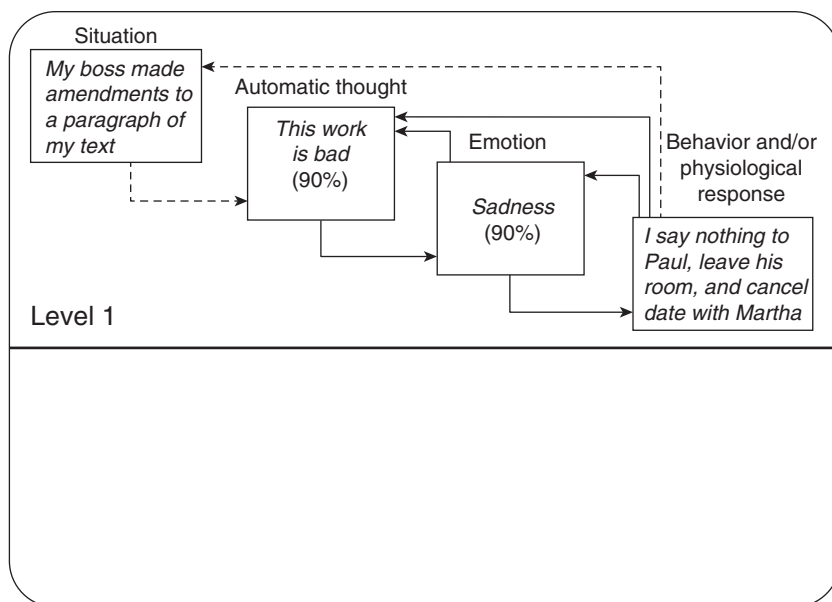 Situation
My boss made
amendments to
a paragraph of
my text
Automatic thought
This work
is bad
(90%)
Emotion
Sadness
(90%)
Behavior and/or
physiological
response
I say nothing to
Paul, leave his
room, and cancel
date with Martha
Level 1